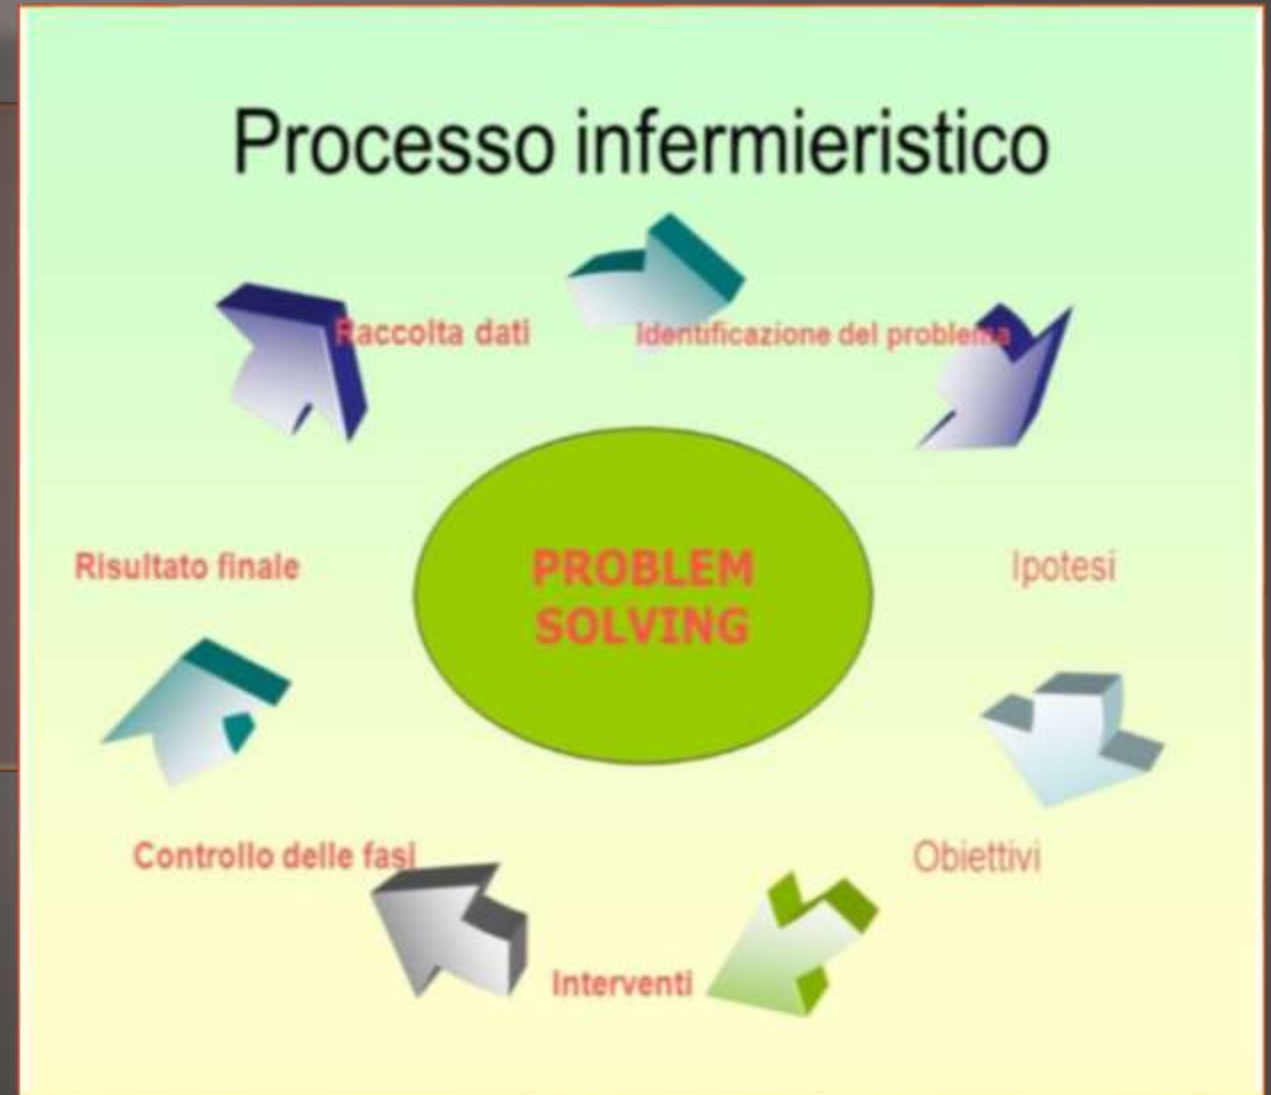 Processo infermieristico
Raccolta dati
Identificazione del problema
Risultato finale
PROBLEM
SOLVING
Ipotesi
Controllo delle fasi
Obiettivi
Interventi